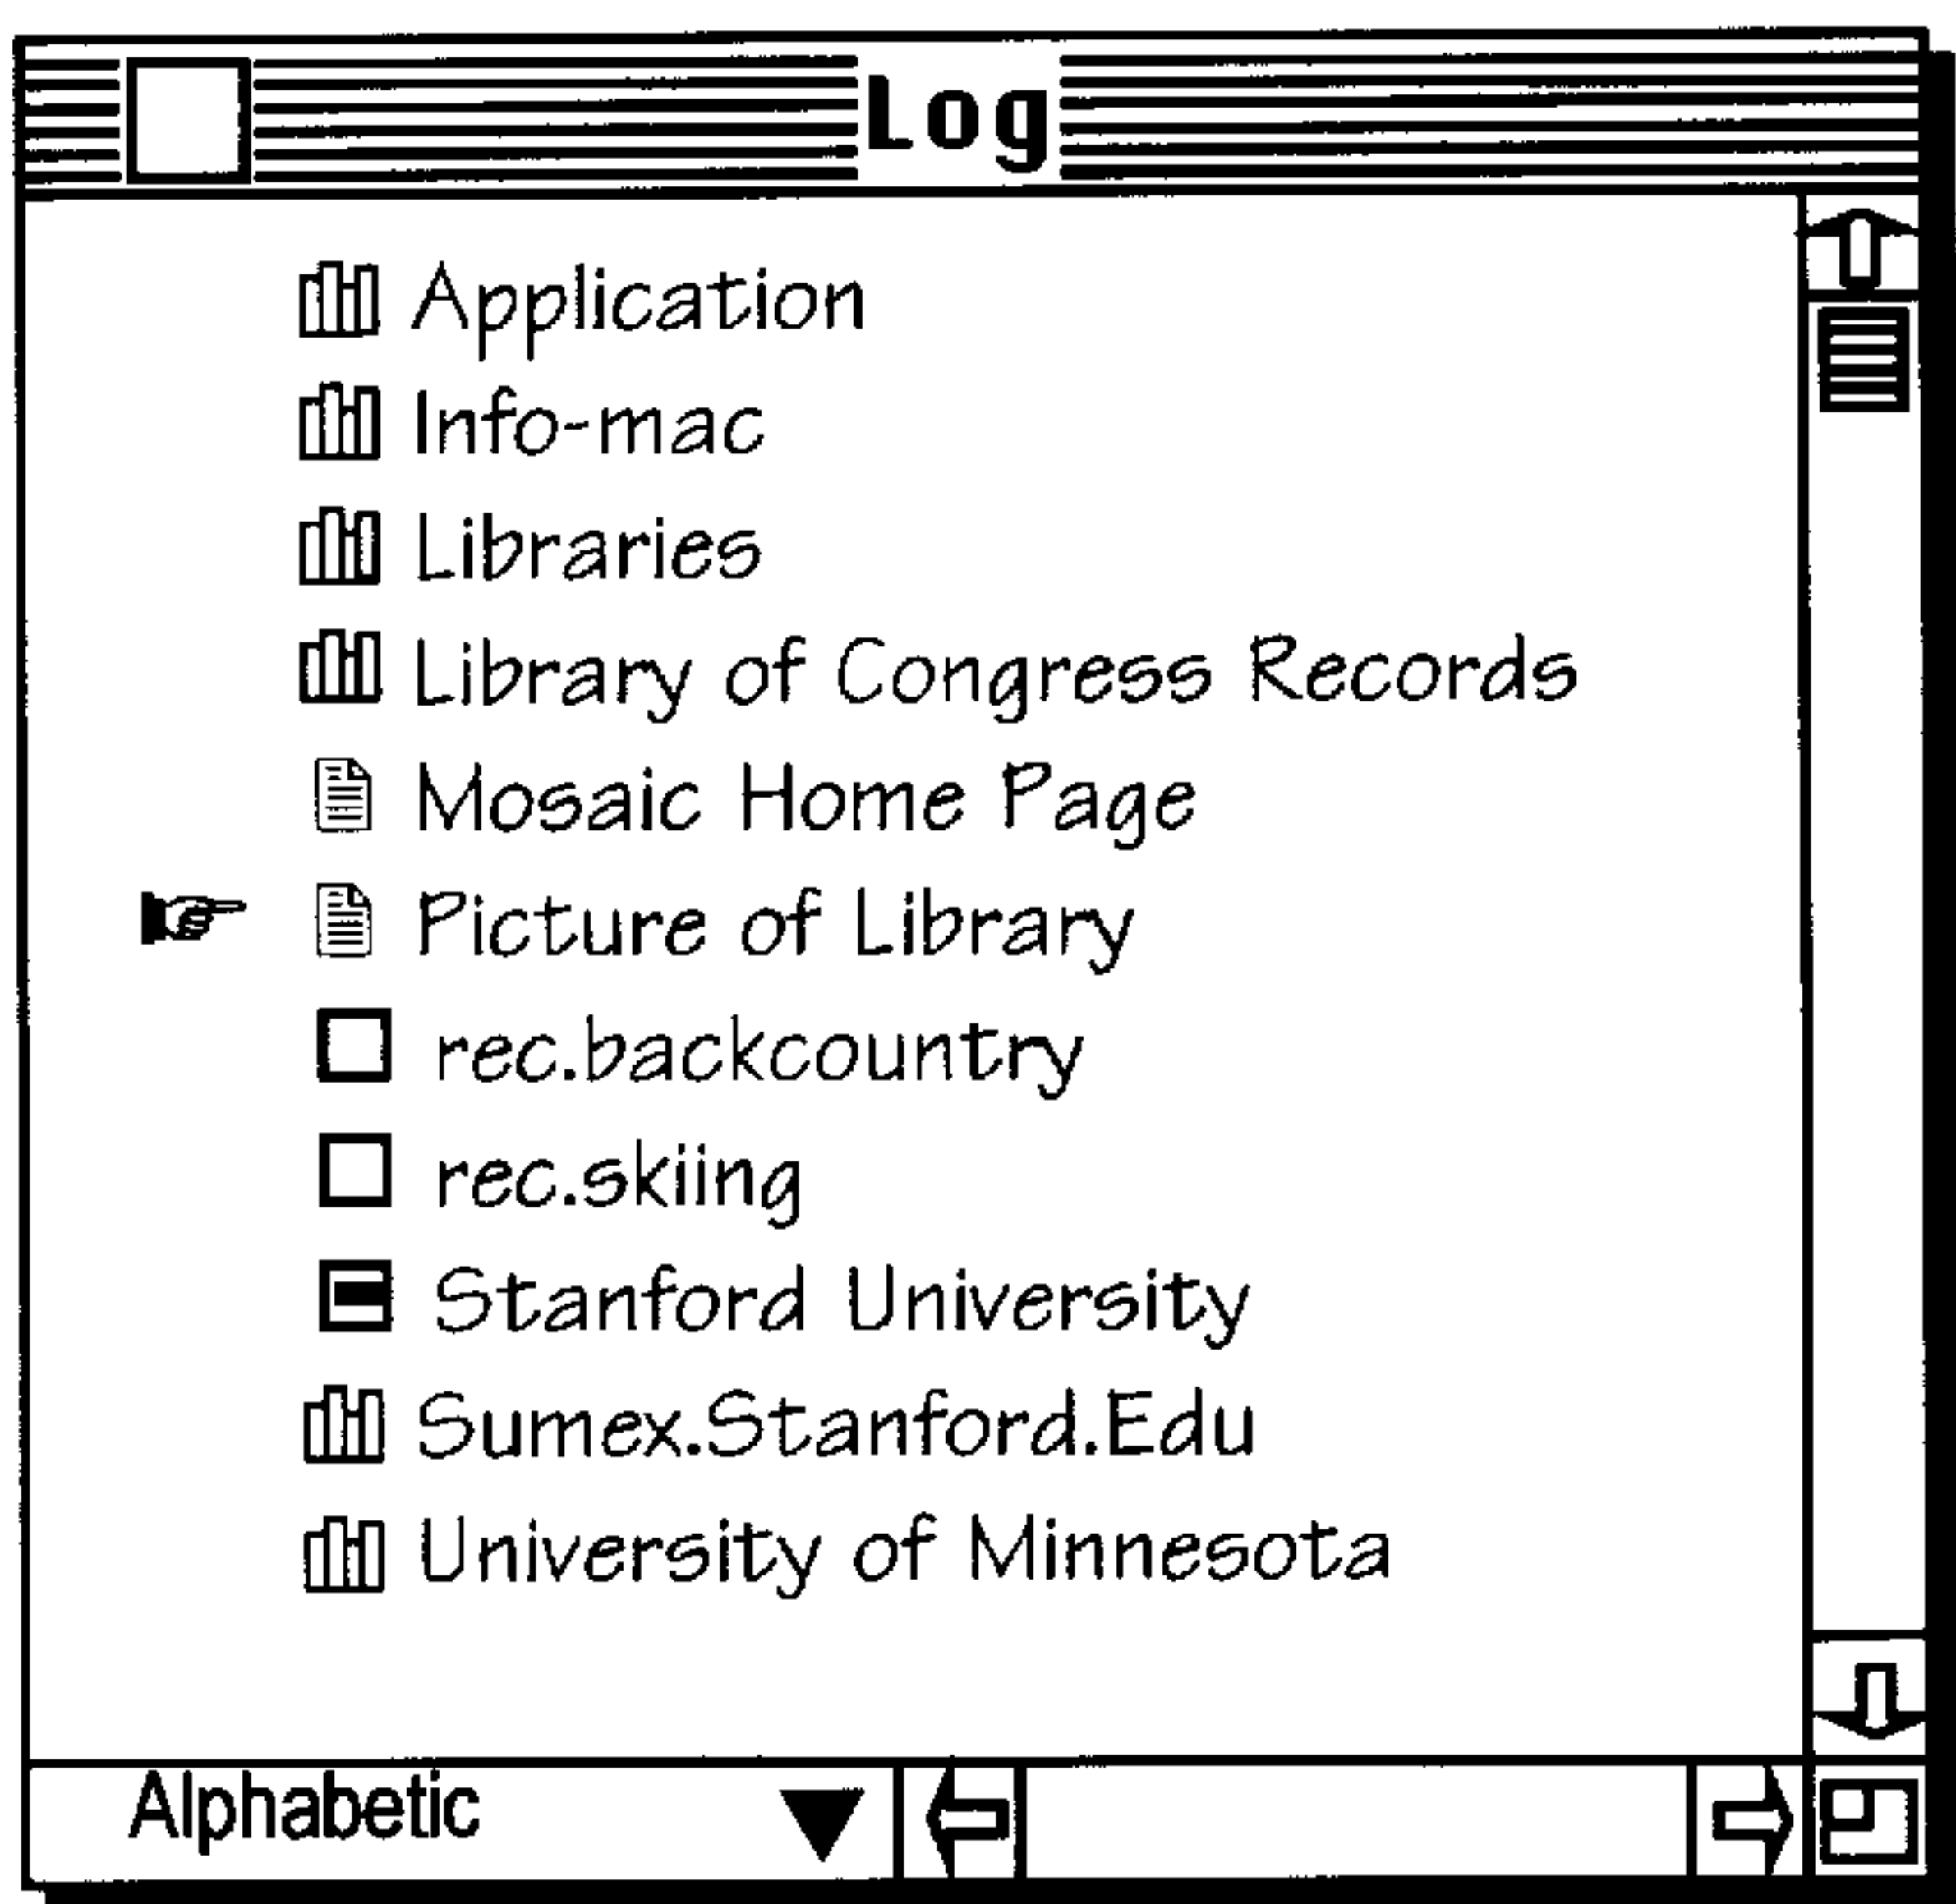 Log
Application
Info-mac
Libraries
Library of Congress Records
Mosaic Home Page
Picture of Library
rec.backcountry
rec.skiing
Stanford University
Sumex.Stanford.Edu
University of Minnesota
Alphabetic